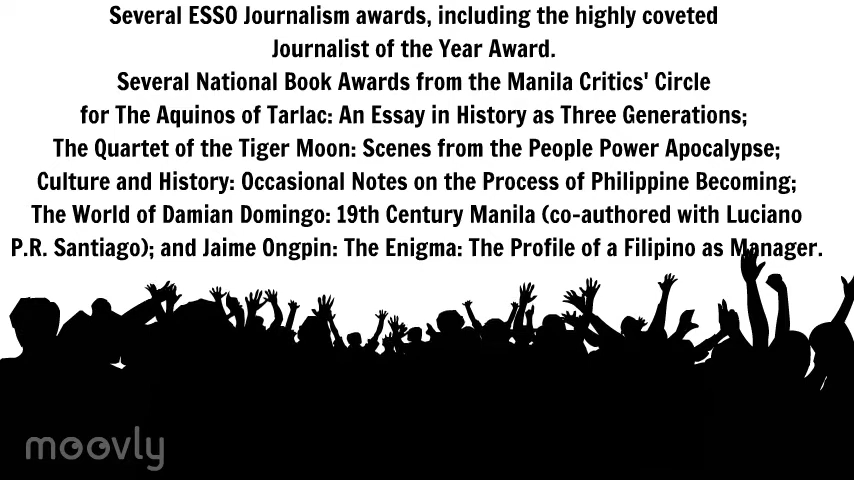 Several ESSO Journalism awards, including the highly coveted
Journalist of the Year Award.
Several National Book Awards from the Manila Critics' Circle
for The Aquinos of Tarlac: An Essay in History as Three Generations;
The Quartet of the Tiger Moon: Scenes from the People Power Apocalypse;
Culture and History: Occasional Notes on the Process of Philippine Becoming;
The World of Damian Domingo: 19th Century Manila (co-authored with Luciano
P.R. Santiago); and Jaime Ongpin: The Enigma: The Profile of a Filipino as Manager.
moovly